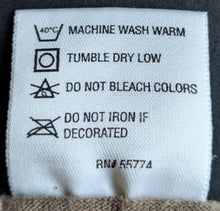 40°C MACHINE WASH WARM
TUMBLE DRY LOW
DO NOT BLEACH COLORS
DO NOT IRON IF
DECORATED
RN# 55774